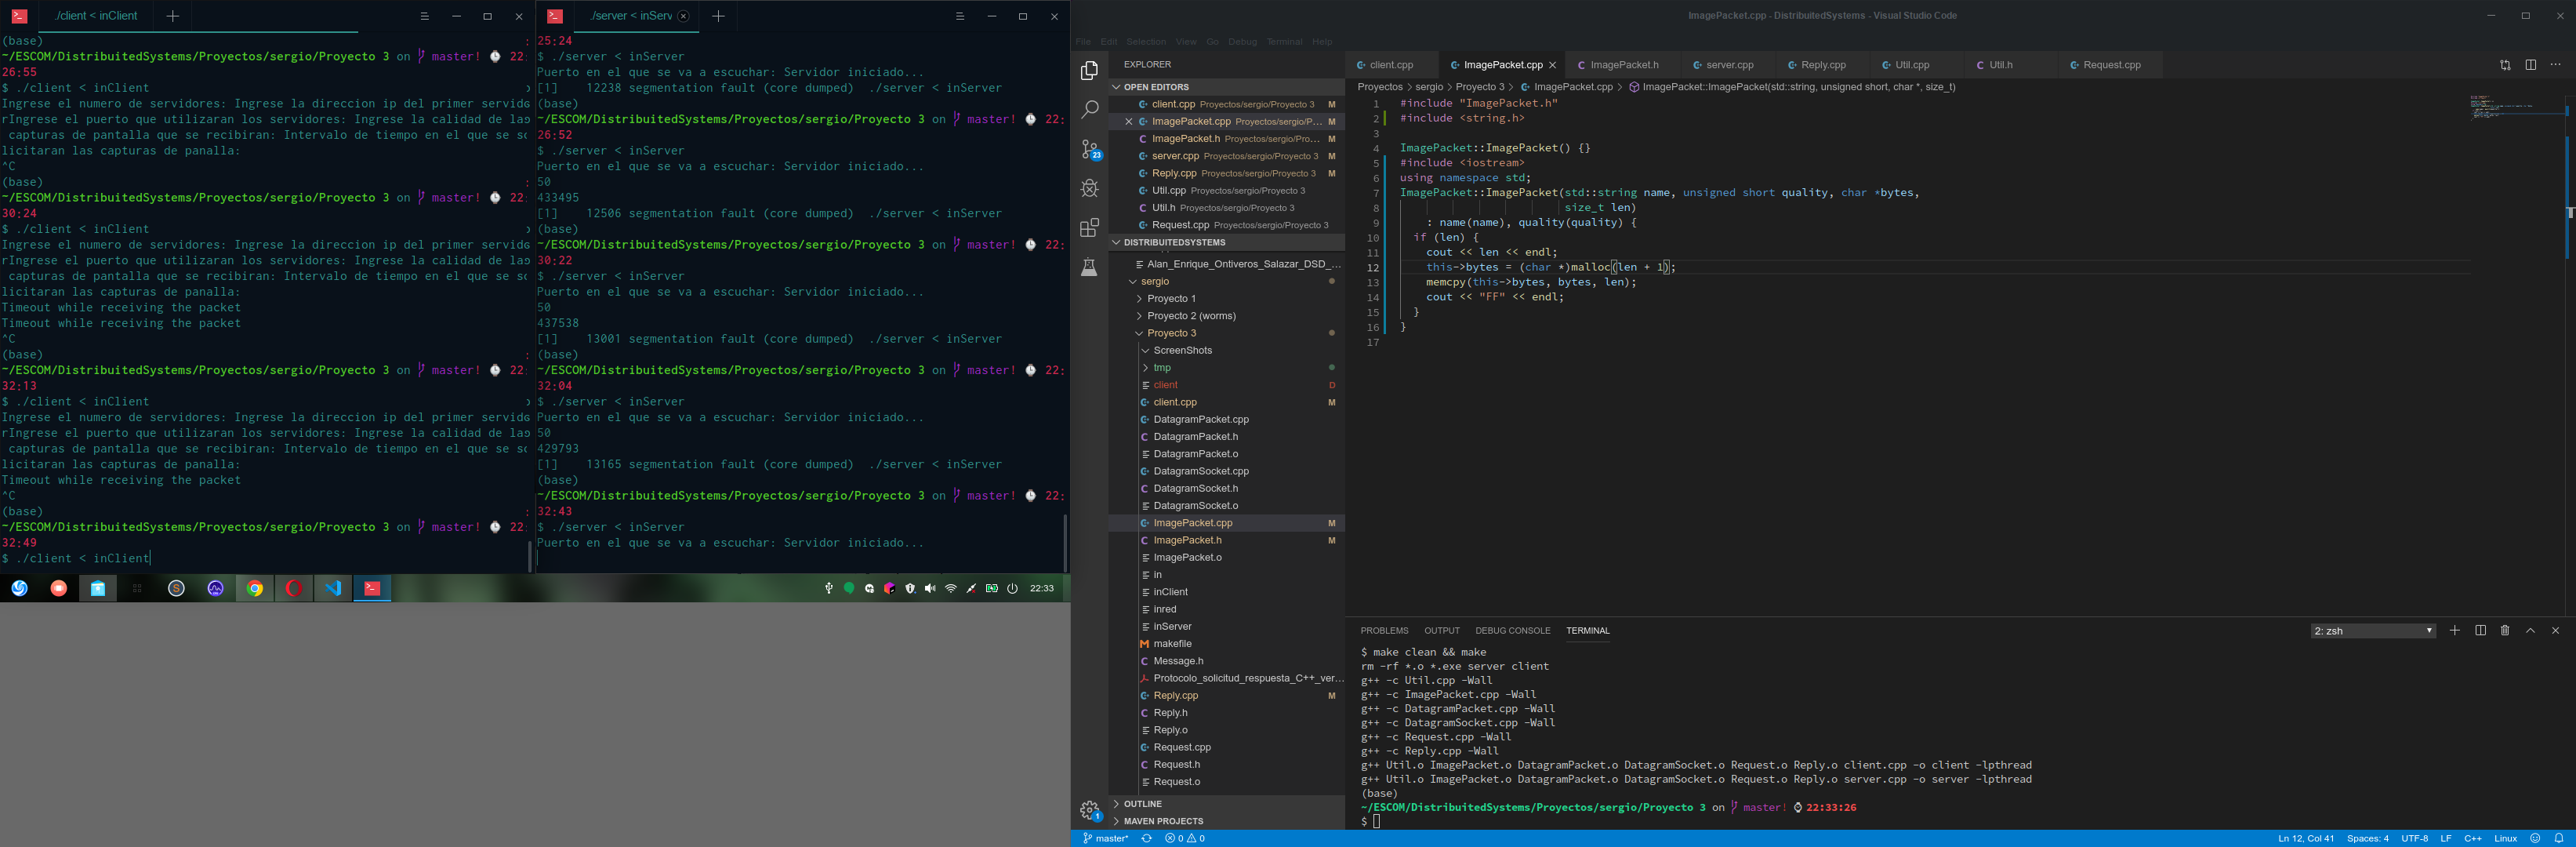 ./client < inClient
(base)
~/ESCOM/DistribuitedSystems/Proyectos/sergio/Proyecto 3 on master! 22:
26:55
$ ./client < inClient
Ingrese el numero de servidores: Ingrese la direccion ip del primer servido
rIngrese el puerto que utilizaran los servidores: Ingrese la calidad de las
capturas de pantalla que se recibiran: Intervalo de tiempo en el que se so
licitaran las capturas de panalla:
^C
(base)
~/ESCOM/DistribuitedSystems/Proyectos/sergio/Proyecto 3 on master! 22:
30:24
$ ./client < inClient
Ingrese el numero de servidores: Ingrese la direccion ip del primer servido
rIngrese el puerto que utilizaran los servidores: Ingrese la calidad de las
capturas de pantalla que se recibiran: Intervalo de tiempo en el que se so
licitaran las capturas de panalla:
Timeout while receiving the packet
Timeout while receiving the packet
^C
(base)
~/ESCOM/DistribuitedSystems/Proyectos/sergio/Proyecto 3 on master! 22:
32:13
$ ./client < inClient
Ingrese el numero de servidores: Ingrese la direccion ip del primer servido
rIngrese el puerto que utilizaran los servidores: Ingrese la calidad de las
capturas de pantalla que se recibiran: Intervalo de tiempo en el que se so
licitaran las capturas de panalla:
Timeout while receiving the packet
^C
(base)
~/ESCOM/DistribuitedSystems/Proyectos/sergio/Proyecto 3 on master! 22:
32:49
$ ./client < inClient
./server < inServ
25:24
$ ./server < inServer
Puerto en el que se va a escuchar: Servidor iniciado...
[1]    12238 segmentation fault (core dumped)  ./server < inServer
(base)
~/ESCOM/DistribuitedSystems/Proyectos/sergio/Proyecto 3 on master! 22:
26:52
$ ./server < inServer
Puerto en el que se va a escuchar: Servidor iniciado...
50
433495
[1]    12506 segmentation fault (core dumped)  ./server < inServer
(base)
~/ESCOM/DistribuitedSystems/Proyectos/sergio/Proyecto 3 on master! 22:
30:22
$ ./server < inServer
Puerto en el que se va a escuchar: Servidor iniciado...
50
437538
[1]    13001 segmentation fault (core dumped)  ./server < inServer
(base)
~/ESCOM/DistribuitedSystems/Proyectos/sergio/Proyecto 3 on master! 22:
32:04
$ ./server < inServer
Puerto en el que se va a escuchar: Servidor iniciado...
50
429793
[1]    13165 segmentation fault (core dumped)  ./server < inServer
(base)
~/ESCOM/DistribuitedSystems/Proyectos/sergio/Proyecto 3 on master! 22:
32:43
$ ./server < inServer
Puerto en el que se va a escuchar: Servidor iniciado...
22:33
ImagePacket.cpp - DistribuitedSystems - Visual Studio Code
File Edit Selection View Go Debug Terminal Help
EXPLORER
OPEN EDITORS
client.cpp Proyectos/sergio/Proyecto 3 M
ImagePacket.cpp Proyectos/sergio/P... M
ImagePacket.h Proyectos/sergio/Pro... M
server.cpp Proyectos/sergio/Proyecto 3 M
Reply.cpp Proyectos/sergio/Proyecto 3 M
Util.cpp Proyectos/sergio/Proyecto 3
Util.h Proyectos/sergio/Proyecto 3
Request.cpp Proyectos/sergio/Proyecto 3
23
DISTRIBUITEDSYSTEMS
Alan_Enrique_Ontiveros_Salazar_DSD_...
sergio
Proyecto 1
Proyecto 2 (worms)
Proyecto 3
ScreenShots
tmp
client D
client.cpp M
DatagramPacket.cpp
DatagramPacket.h
DatagramPacket.o
DatagramSocket.cpp
DatagramSocket.h
DatagramSocket.o
ImagePacket.cpp M
ImagePacket.h M
ImagePacket.o
in
inClient
inred
inServer
makefile
Message.h
Protocolo_solicitud_respuesta_C++_ver...
Reply.cpp M
Reply.h
Reply.o
Request.cpp
Request.h
Request.o
OUTLINE
MAVEN PROJECTS
1
client.cpp ImagePacket.cpp ImagePacket.h server.cpp Reply.cpp Util.cpp Util.h Request.cpp
Proyectos > sergio > Proyecto 3 > ImagePacket.cpp > ImagePacket::ImagePacket(std::string, unsigned short, char *, size_t)
1 #include "ImagePacket.h"
2 #include <string.h>
3
4 ImagePacket::ImagePacket() {}
5 #include <iostream>
6 using namespace std;
7 ImagePacket::ImagePacket(std::string name, unsigned short quality, char *bytes,
8 size_t len)
9 : name(name), quality(quality) {
10 if (len) {
11 cout << len << endl;
12 this->bytes = (char *)malloc(len + 1);
13 memcpy(this->bytes, bytes, len);
14 cout << "FF" << endl;
15 }
16 }
17
PROBLEMS OUTPUT DEBUG CONSOLE TERMINAL 2: zsh
$ make clean && make
rm -rf *.o *.exe server client
g++ -c Util.cpp -Wall
g++ -c ImagePacket.cpp -Wall
g++ -c DatagramPacket.cpp -Wall
g++ -c DatagramSocket.cpp -Wall
g++ -c Request.cpp -Wall
g++ -c Reply.cpp -Wall
g++ Util.o ImagePacket.o DatagramPacket.o DatagramSocket.o Request.o Reply.o client.cpp -o client -lpthread
g++ Util.o ImagePacket.o DatagramPacket.o DatagramSocket.o Request.o Reply.o server.cpp -o server -lpthread
(base)
~/ESCOM/DistribuitedSystems/Proyectos/sergio/Proyecto 3 on master! 22:33:26
$
master* 0 0 Ln 12, Col 41 Spaces: 4 UTF-8 LF C++ Linux